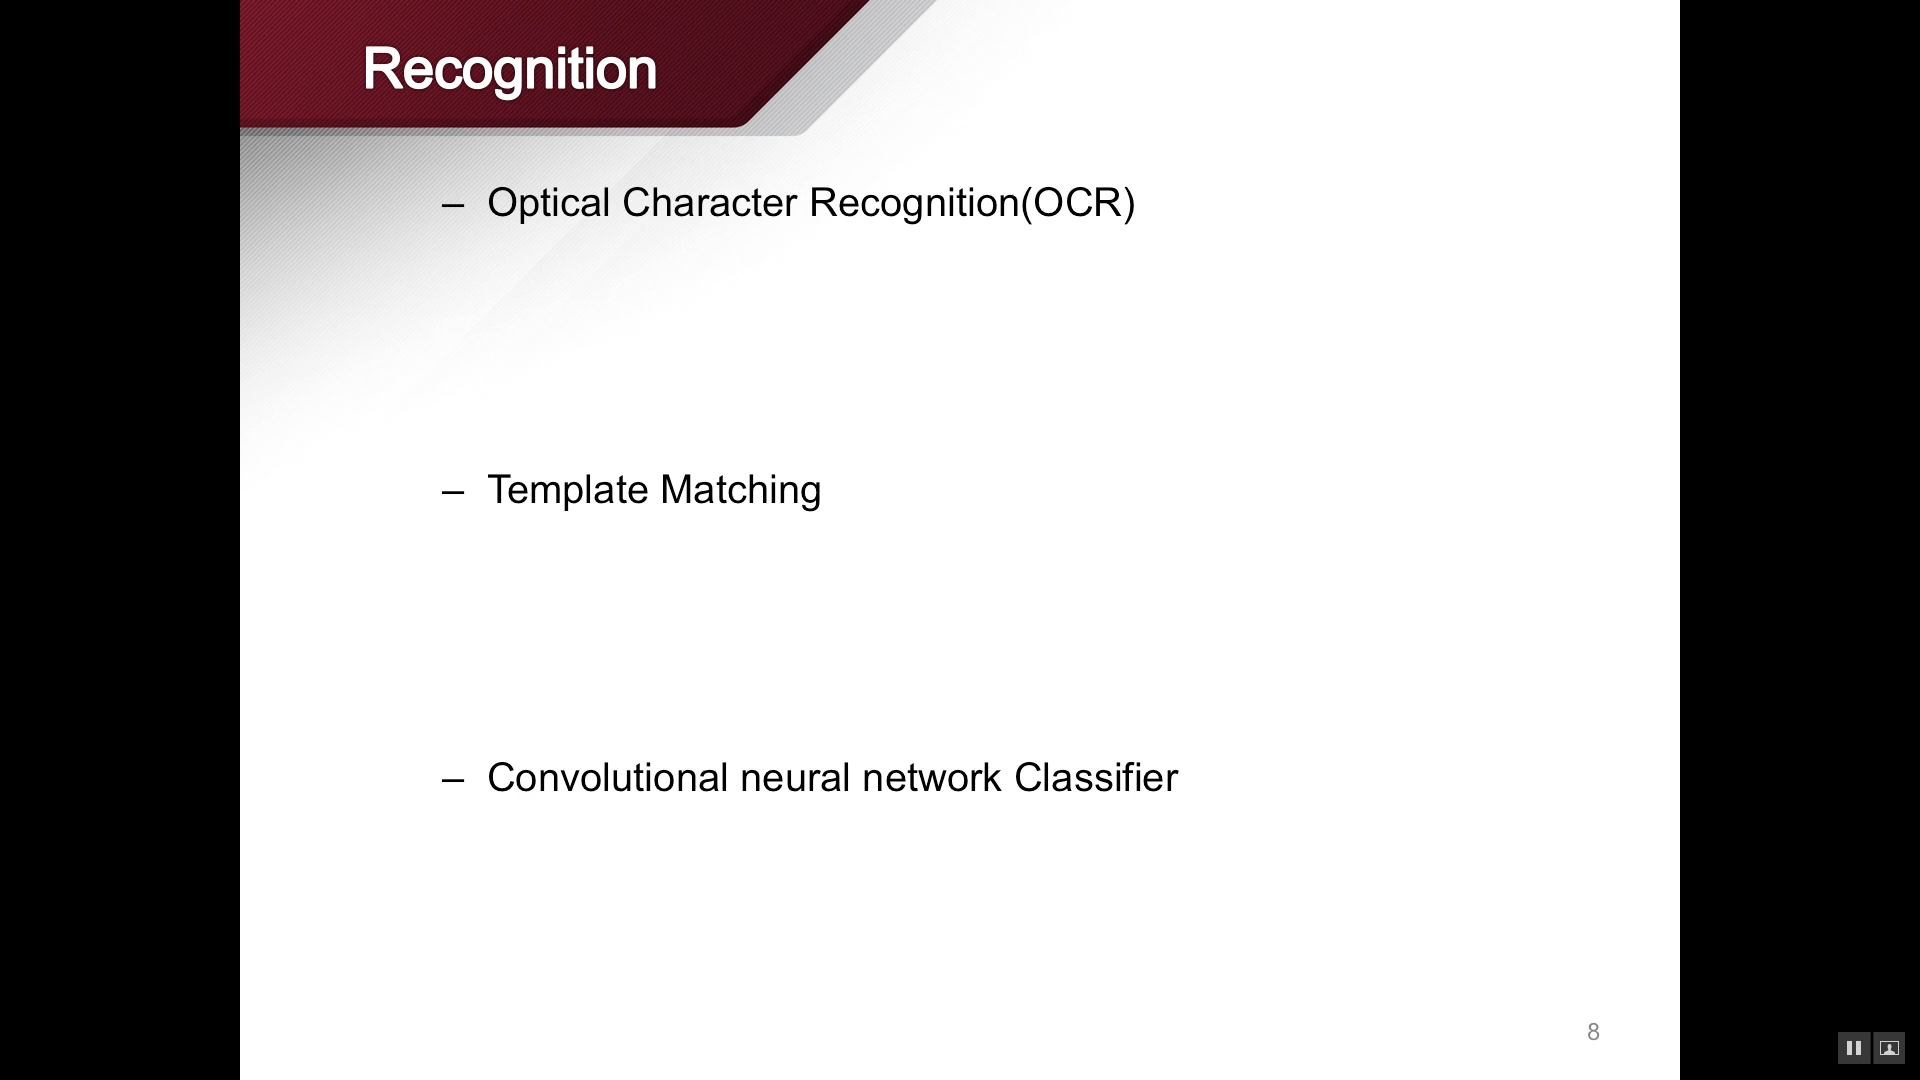 Recognition
– Optical Character Recognition(OCR)
– Template Matching
– Convolutional neural network Classifier
8